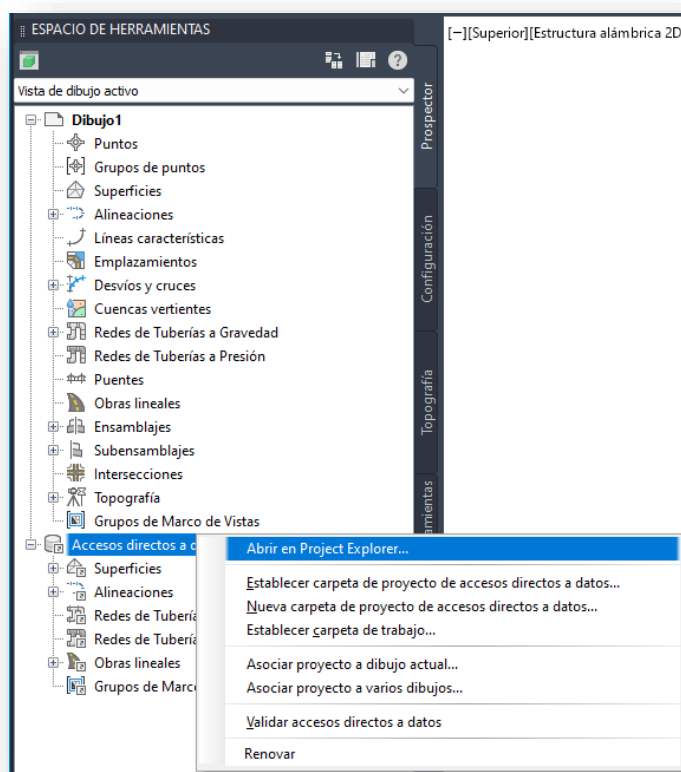 ESPACIO DE HERRAMIENTAS
[−][Superior][Estructura alámbrica 2D
Vista de dibujo activo
Dibujo1
Puntos
Grupos de puntos
Superficies
Alineaciones
Líneas características
Emplazamientos
Desvíos y cruces
Cuencas vertientes
Redes de Tuberías a Gravedad
Redes de Tuberías a Presión
Puentes
Obras lineales
Ensamblajes
Subensamblajes
Intersecciones
Topografía
Grupos de Marco de Vistas
Accesos directos a d
Superficies
Alineaciones
Redes de Tubería
Redes de Tubería
Obras lineales
Grupos de Marco
Abrir en Project Explorer...
Establecer carpeta de proyecto de accesos directos a datos...
Nueva carpeta de proyecto de accesos directos a datos...
Establecer carpeta de trabajo...
Asociar proyecto a dibujo actual...
Asociar proyecto a varios dibujos...
Validar accesos directos a datos
Renovar
Prospector
Configuración
Topografía
mientas